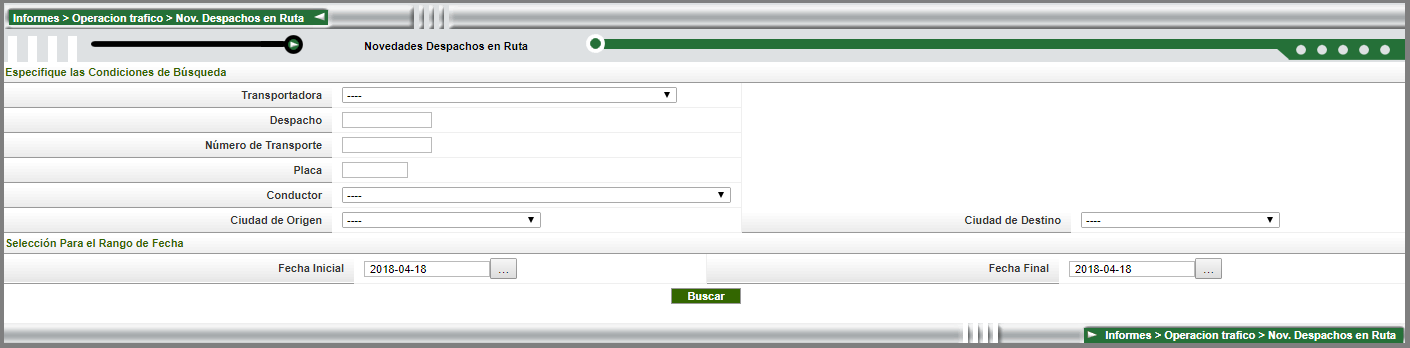 Informes > Operacion trafico > Nov. Despachos en Ruta
Novedades Despachos en Ruta
Especifique las Condiciones de Búsqueda
Transportadora ----
Despacho
Número de Transporte
Placa
Conductor ----
Ciudad de Origen ---- Ciudad de Destino ----
Selección Para el Rango de Fecha
Fecha Inicial 2018-04-18 ... Fecha Final 2018-04-18 ...
Buscar
Informes > Operacion trafico > Nov. Despachos en Ruta